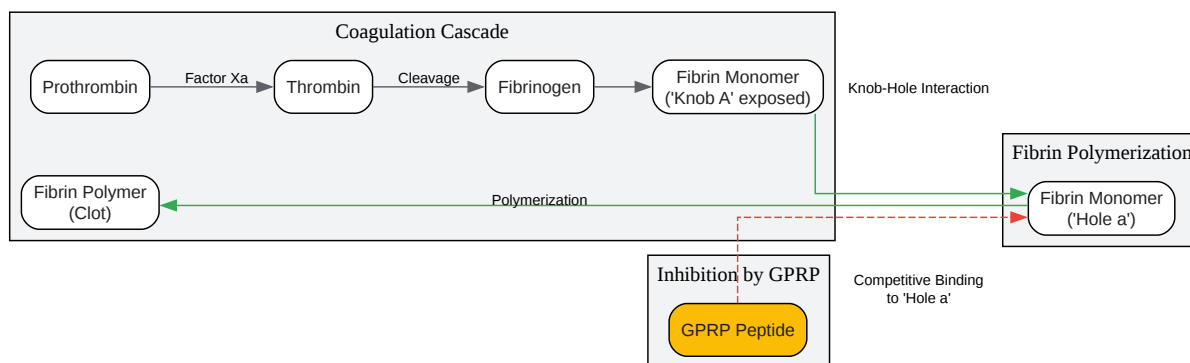 Coagulation Cascade
Prothrombin
Factor Xa
Thrombin
Cleavage
Fibrinogen
Fibrin Monomer
('Knob A' exposed)
Knob-Hole Interaction
Fibrin Polymerization
Fibrin Monomer
('Hole a')
Fibrin Polymer
(Clot)
Polymerization
Inhibition by GPRP
GPRP Peptide
Competitive Binding
to 'Hole a'